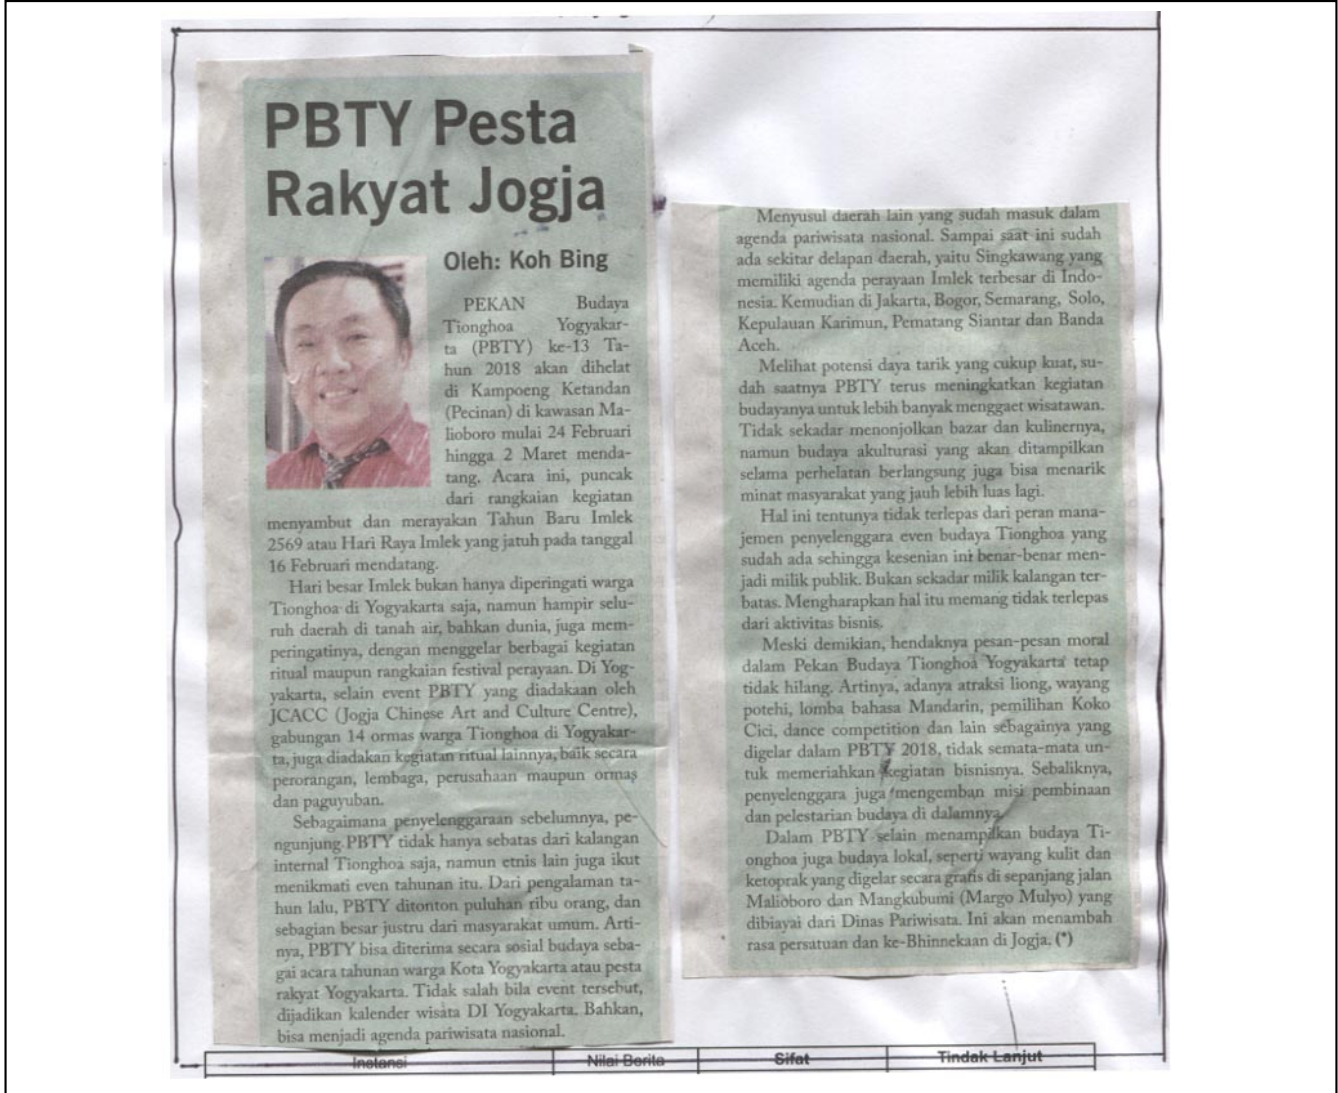 PBTY Pesta
Rakyat Jogja
Oleh: Koh Bing
PEKAN Budaya
Tionghoa Yogyakar-
ta (PBTY) ke-13 Ta-
hun 2018 akan dihelat
di Kampoeng Ketandan
(Pecinan) di kawasan Ma-
lioboro mulai 24 Februari
hingga 2 Maret menda-
tang. Acara ini, puncak
dari rangkaian kegiatan
menyambut dan merayakan Tahun Baru Imlek
2569 atau Hari Raya Imlek yang jatuh pada tanggal
16 Februari mendatang.
Hari besar Imlek bukan hanya diperingati warga
Tionghoa di Yogyakarta saja, namun hampir selu-
ruh daerah di tanah air, bahkan dunia, juga mem-
peringatinya, dengan menggelar berbagai kegiatan
ritual maupun rangkaian festival perayaan. Di Yog-
yakarta, selain event PBTY yang diadakaan oleh
JCACC (Jogja Chinese Art and Culture Centre),
gabungan 14 ormas warga Tionghoa di Yogyakar-
ta, juga diadakan kegiatan ritual lainnya, baik secara
perorangan, lembaga, perusahaan maupun ormas
dan paguyuban.
Sebagaimana penyelenggaraan sebelumnya, pe-
ngunjung PBTY tidak hanya sebatas dari kalangan
internal Tionghoa saja, namun etnis lain juga ikut
menikmati even tahunan itu. Dari pengalaman ta-
hun lalu, PBTY ditonton puluhan ribu orang, dan
sebagian besar justru dari masyarakat umum. Arti-
nya, PBTY bisa diterima secara sosial budaya seba-
gai acara tahunan warga Kota Yogyakarta atau pesta
rakyat Yogyakarta. Tidak salah bila event tersebut,
dijadikan kalender wisata DI Yogyakarta. Bahkan,
bisa menjadi agenda pariwisata nasional.
Menyusul daerah lain yang sudah masuk dalam
agenda pariwisata nasional. Sampai saat ini sudah
ada sekitar delapan daerah, yaitu Singkawang yang
memiliki agenda perayaan Imlek terbesar di Indo-
nesia. Kemudian di Jakarta, Bogor, Semarang, Solo,
Kepulauan Karimun, Pematang Siantar dan Banda
Aceh.
Melihat potensi daya tarik yang cukup kuat, su-
dah saatnya PBTY terus meningkatkan kegiatan
budayanya untuk lebih banyak menggaet wisatawan.
Tidak sekadar menonjolkan bazar dan kulinernya,
namun budaya akulturasi yang akan ditampilkan
selama perhelatan berlangsung juga bisa menarik
minat masyarakat yang jauh lebih luas lagi.
Hal ini tentunya tidak terlepas dari peran mana-
jemen penyelenggara even budaya Tionghoa yang
sudah ada sehingga kesenian ini benar-benar men-
jadi milik publik. Bukan sekadar milik kalangan ter-
batas. Mengharapkan hal itu memang tidak terlepas
dari aktivitas bisnis.
Meski demikian, hendaknya pesan-pesan moral
dalam Pekan Budaya Tionghoa Yogyakarta tetap
tidak hilang. Artinya, adanya atraksi liong, wayang
potehi, lomba bahasa Mandarin, pemilihan Koko
Cici, dance competition dan lain sebagainya yang
digelar dalam PBTY 2018, tidak semata-mata un-
tuk memeriahkan kegiatan bisnisnya. Sebaliknya,
penyelenggara juga mengemban misi pembinaan
dan pelestarian budaya di dalamnya.
Dalam PBTY selain menampilkan budaya Ti-
onghoa juga budaya lokal, seperti wayang kulit dan
ketoprak yang digelar secara grafis di sepanjang jalan
Malioboro dan Mangkubumi (Margo Mulyo) yang
dibiayai dari Dinas Pariwisata. Ini akan menambah
rasa persatuan dan ke-Bhinnekaan di Jogja. (*)
Instansi Nilai Berita Sifat Tindak Lanjut